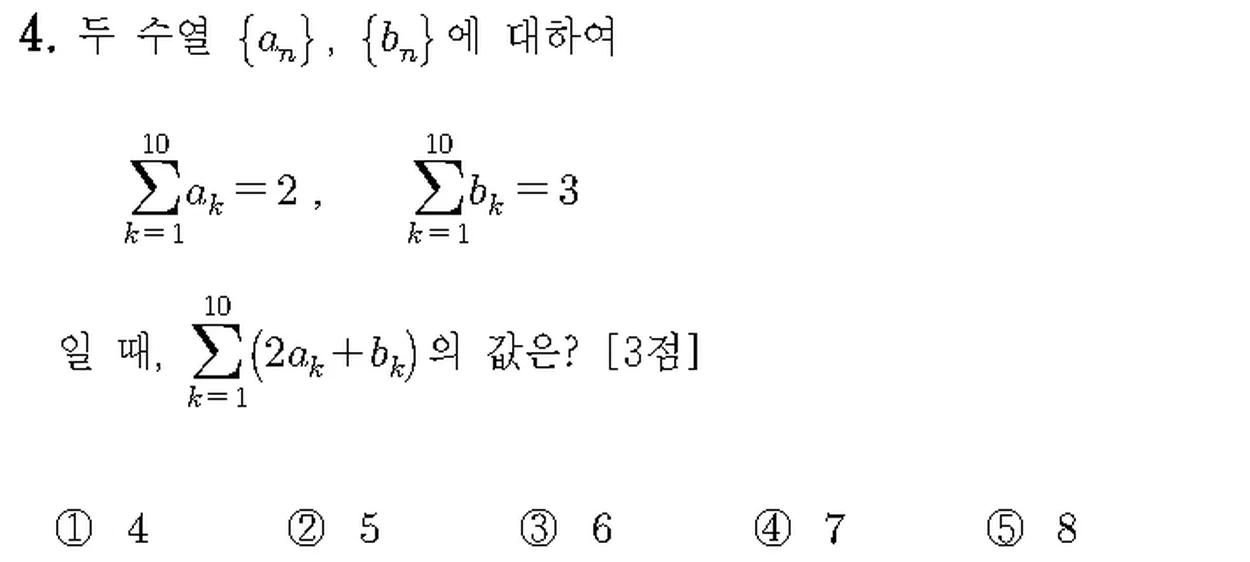 4. 두 수열 {aₙ}, {bₙ}에 대하여
∑_{k=1}^{10} a_k = 2 , ∑_{k=1}^{10} b_k = 3
일 때, ∑_{k=1}^{10} (2a_k + b_k)의 값은? [3점]
① 4 ② 5 ③ 6 ④ 7 ⑤ 8